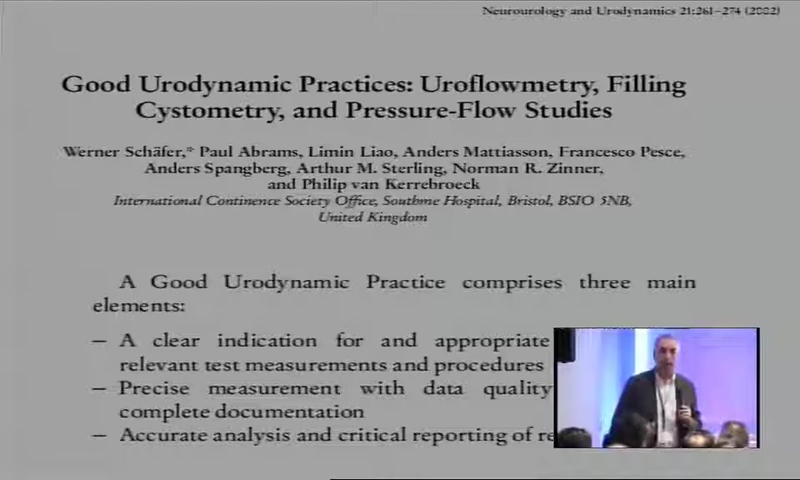 Neurourology and Urodynamics 21:261–274 (2002)
Good Urodynamic Practices: Uroflowmetry, Filling
Cystometry, and Pressure-Flow Studies
Werner Schäfer,* Paul Abrams, Limin Liao, Anders Mattiasson, Francesco Pesce,
Anders Spangberg, Arthur M. Sterling, Norman R. Zinner,
and Philip van Kerrebroeck
International Continence Society Office, Southme Hospital, Bristol, BSIO 5NB,
United Kingdom
A Good Urodynamic Practice comprises three main
elements:
– A clear indication for and appropriate
relevant test measurements and procedures
– Precise measurement with data quality
complete documentation
– Accurate analysis and critical reporting of re